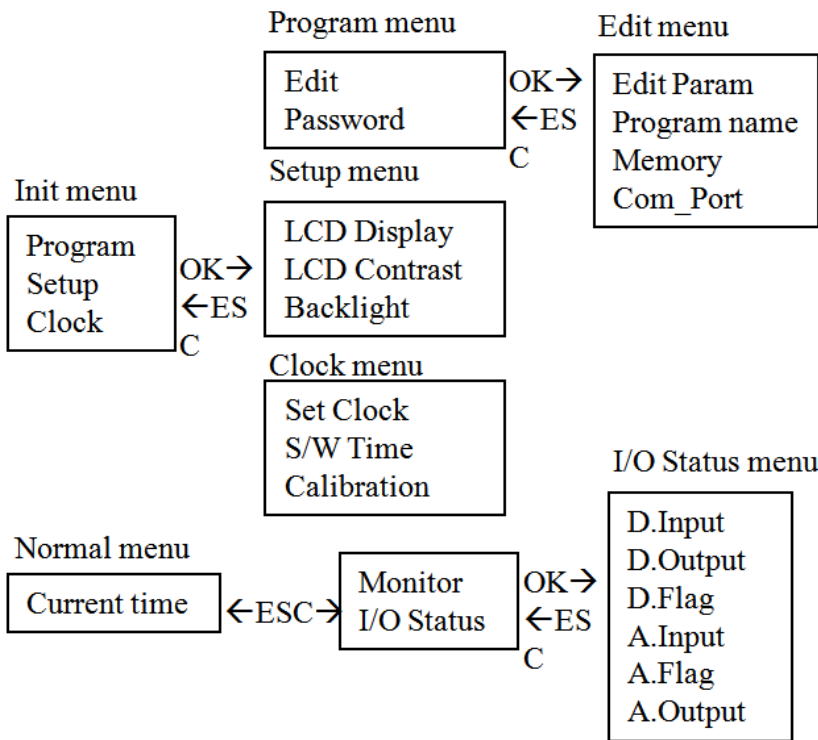 Program menu
Edit
Password
OK→
←ES
C
Edit menu
Edit Param
Program name
Memory
Com_Port
Init menu
Program
Setup
Clock
OK→
←ES
C
Setup menu
LCD Display
LCD Contrast
Backlight
Clock menu
Set Clock
S/W Time
Calibration
Normal menu
Current time
←ESC→
Monitor
I/O Status
OK→
←ES
C
I/O Status menu
D.Input
D.Output
D.Flag
A.Input
A.Flag
A.Output